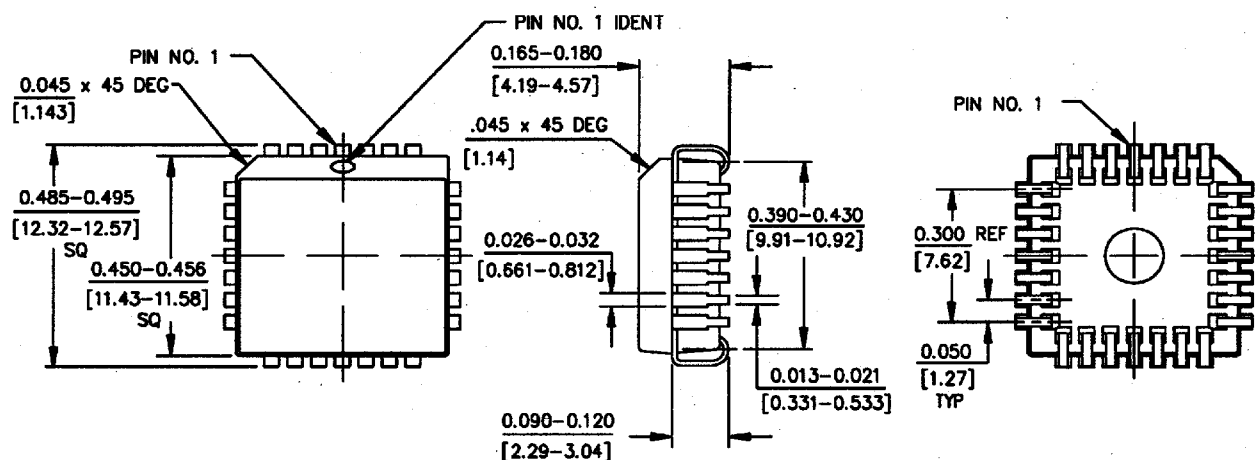 PIN NO. 1 IDENT
PIN NO. 1
0.045 x 45 DEG
[1.143]
0.485-0.495
[12.32-12.57]
SQ
0.450-0.456
[11.43-11.58]
SQ
0.165-0.180
[4.19-4.57]
.045 x 45 DEG
[1.14]
0.026-0.032
[0.661-0.812]
0.390-0.430
[9.91-10.92]
0.013-0.021
[0.331-0.533]
0.090-0.120
[2.29-3.04]
PIN NO. 1
0.300 REF
[7.62]
0.050
[1.27]
TYP